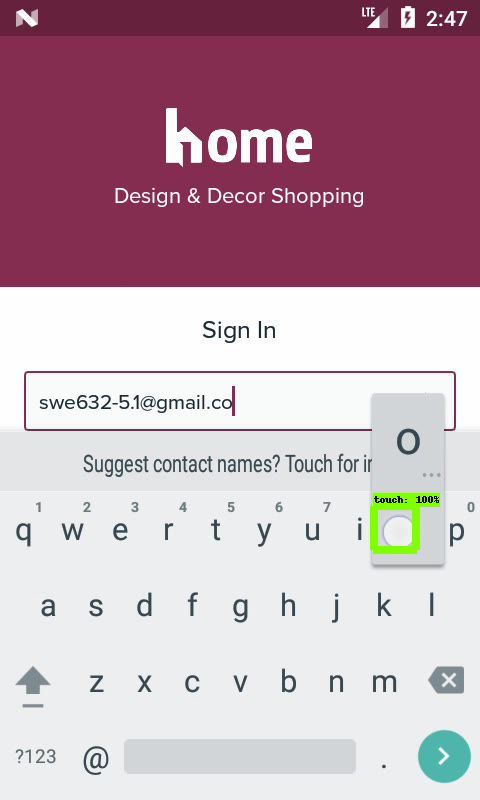 LTE 2:47
home
Design & Decor Shopping
Sign In
swe632-5.1@gmail.co
Suggest contact names? Touch for in
o
...
touch: 100%
1 2 3 4 5 6 7 0
q w e r t y u i p
a s d f g h j k l
z x c v b n m
?123 @ .